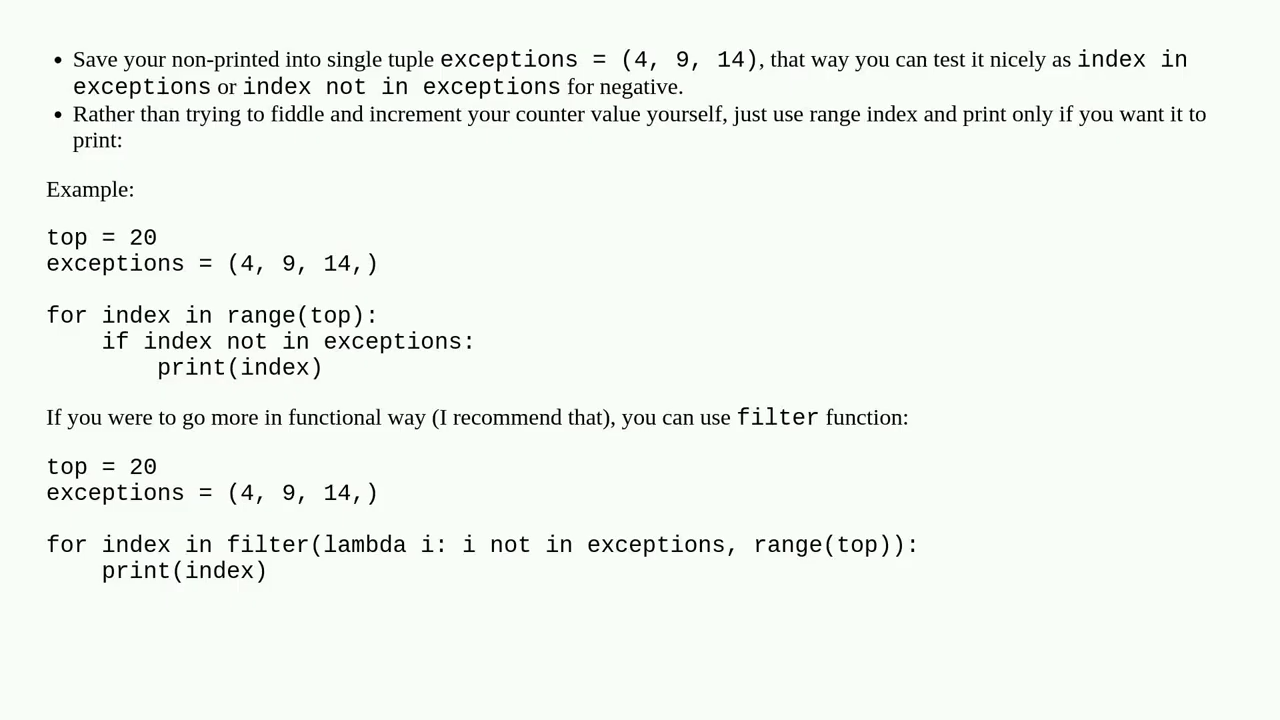 • Save your non-printed into single tuple exceptions = (4, 9, 14), that way you can test it nicely as index in
exceptions or index not in exceptions for negative.
• Rather than trying to fiddle and increment your counter value yourself, just use range index and print only if you want it to
print:
Example:
top = 20
exceptions = (4, 9, 14,)
for index in range(top):
    if index not in exceptions:
        print(index)
If you were to go more in functional way (I recommend that), you can use filter function:
top = 20
exceptions = (4, 9, 14,)
for index in filter(lambda i: i not in exceptions, range(top)):
    print(index)